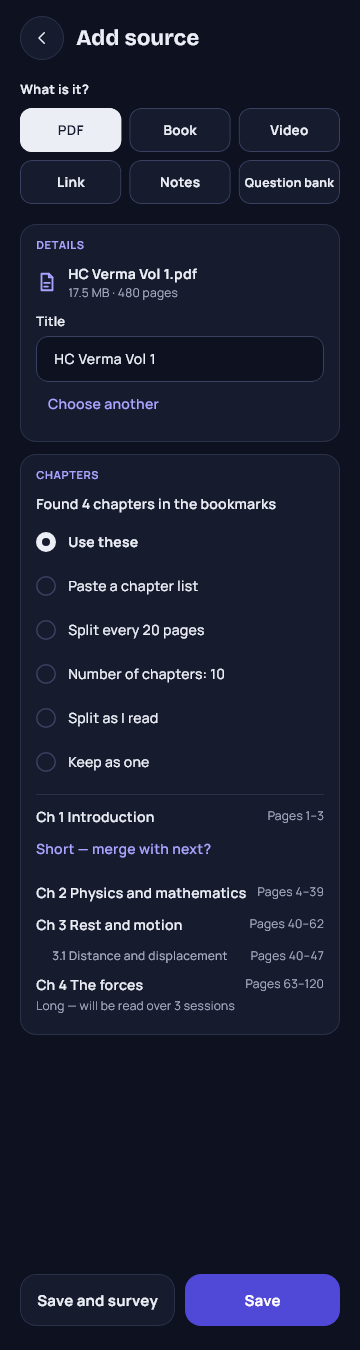 Add source
What is it?
PDF
Book
Video
Link
Notes
Question bank
DETAILS
HC Verma Vol 1.pdf
17.5 MB · 480 pages
Title
HC Verma Vol 1
Choose another
CHAPTERS
Found 4 chapters in the bookmarks
Use these
Paste a chapter list
Split every 20 pages
Number of chapters: 10
Split as I read
Keep as one
Ch 1 Introduction Pages 1–3
Short — merge with next?
Ch 2 Physics and mathematics Pages 4–39
Ch 3 Rest and motion Pages 40–62
3.1 Distance and displacement Pages 40–47
Ch 4 The forces Pages 63–120
Long — will be read over 3 sessions
Save and survey
Save